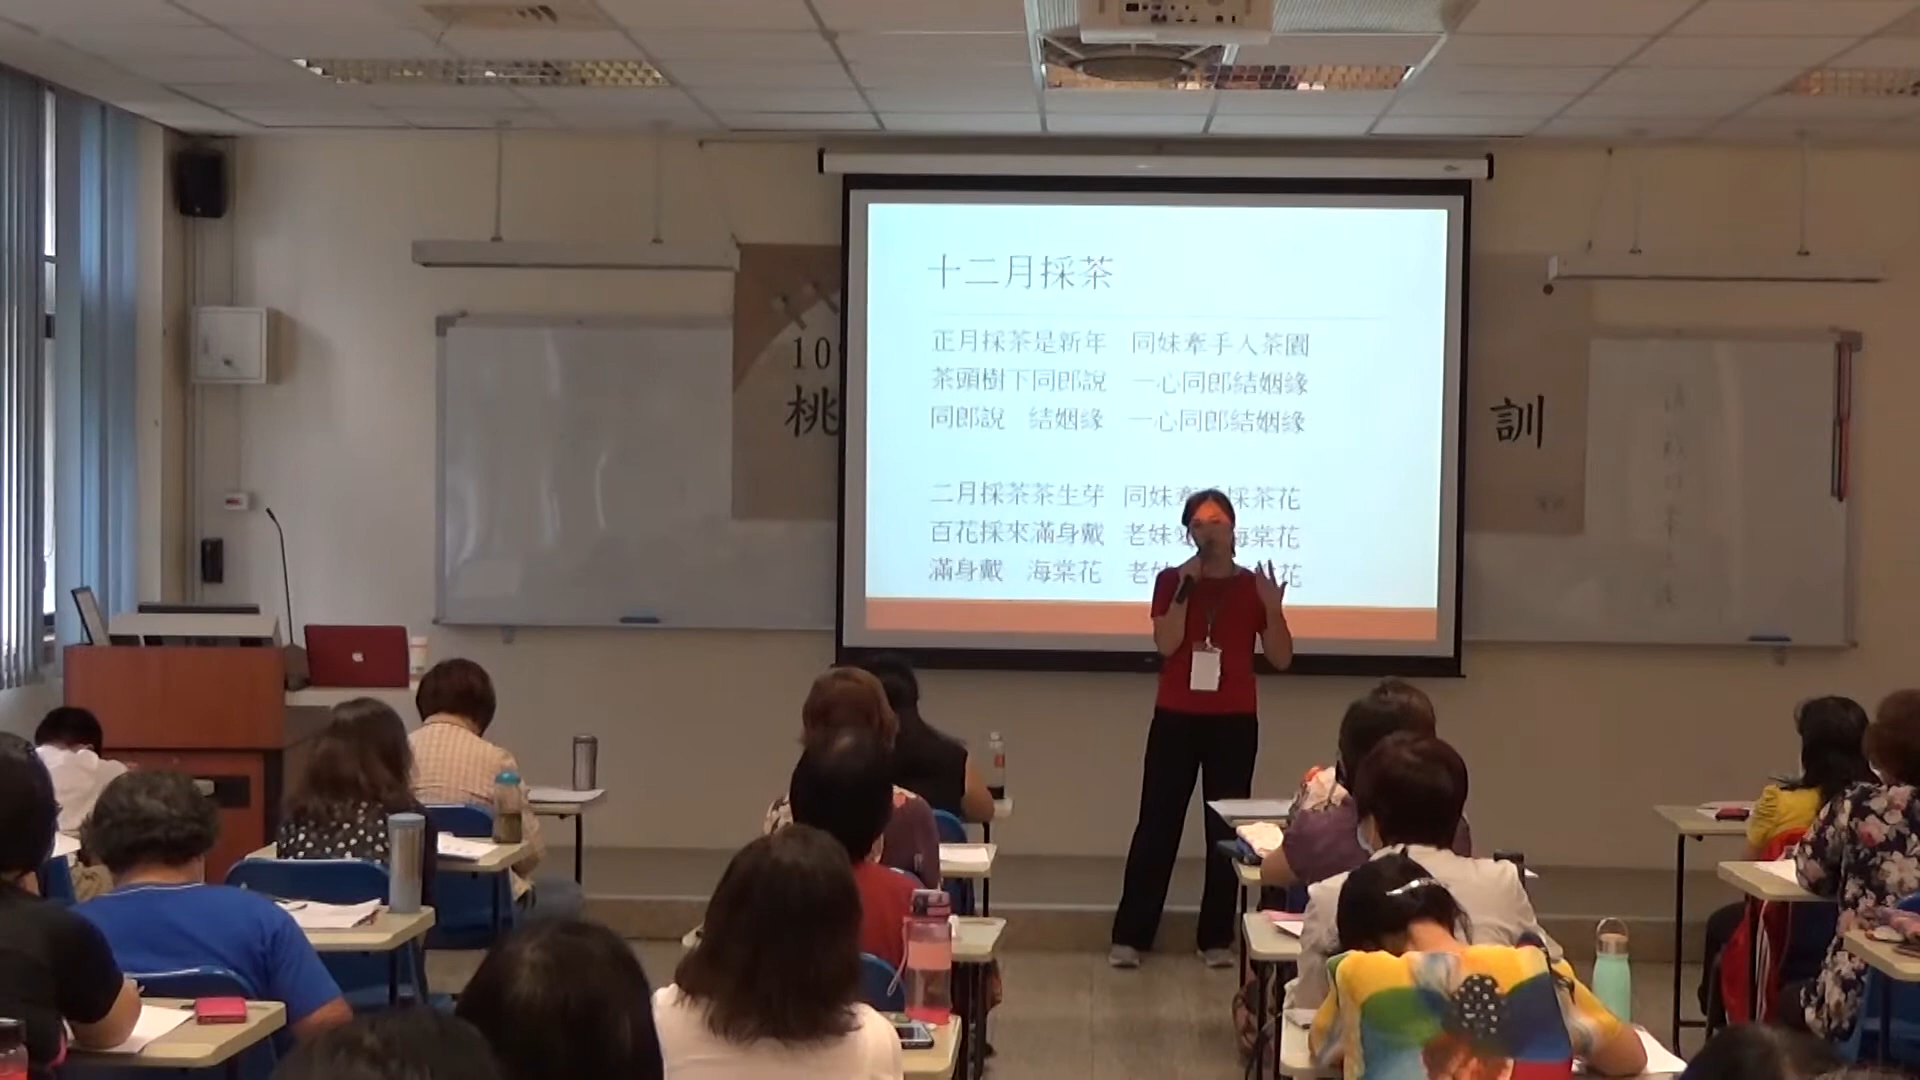 十二月採茶
正月採茶是新年 同妹牽手入茶園
茶頭樹下同郎說 一心同郎結姻緣
同郎說 結姻緣 一心同郎結姻緣
二月採茶茶生芽 同妹牽手採茶花
百花採來滿身戴 老妹 海棠花
滿身戴 海棠花 老妹 花
10
桃
訓